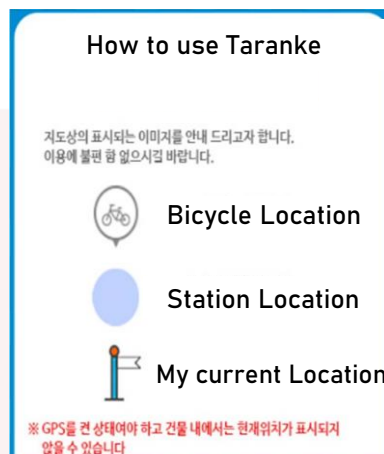 How to use Taranke
지도상의 표시되는 이미지를 안내 드리고자 합니다.
이용에 불편 함 없으시길 바랍니다.
Bicycle Location
Station Location
My current Location
※ GPS를 켠 상태여야 하고 건물 내에서는 현재위치가 표시되지
않을 수 있습니다